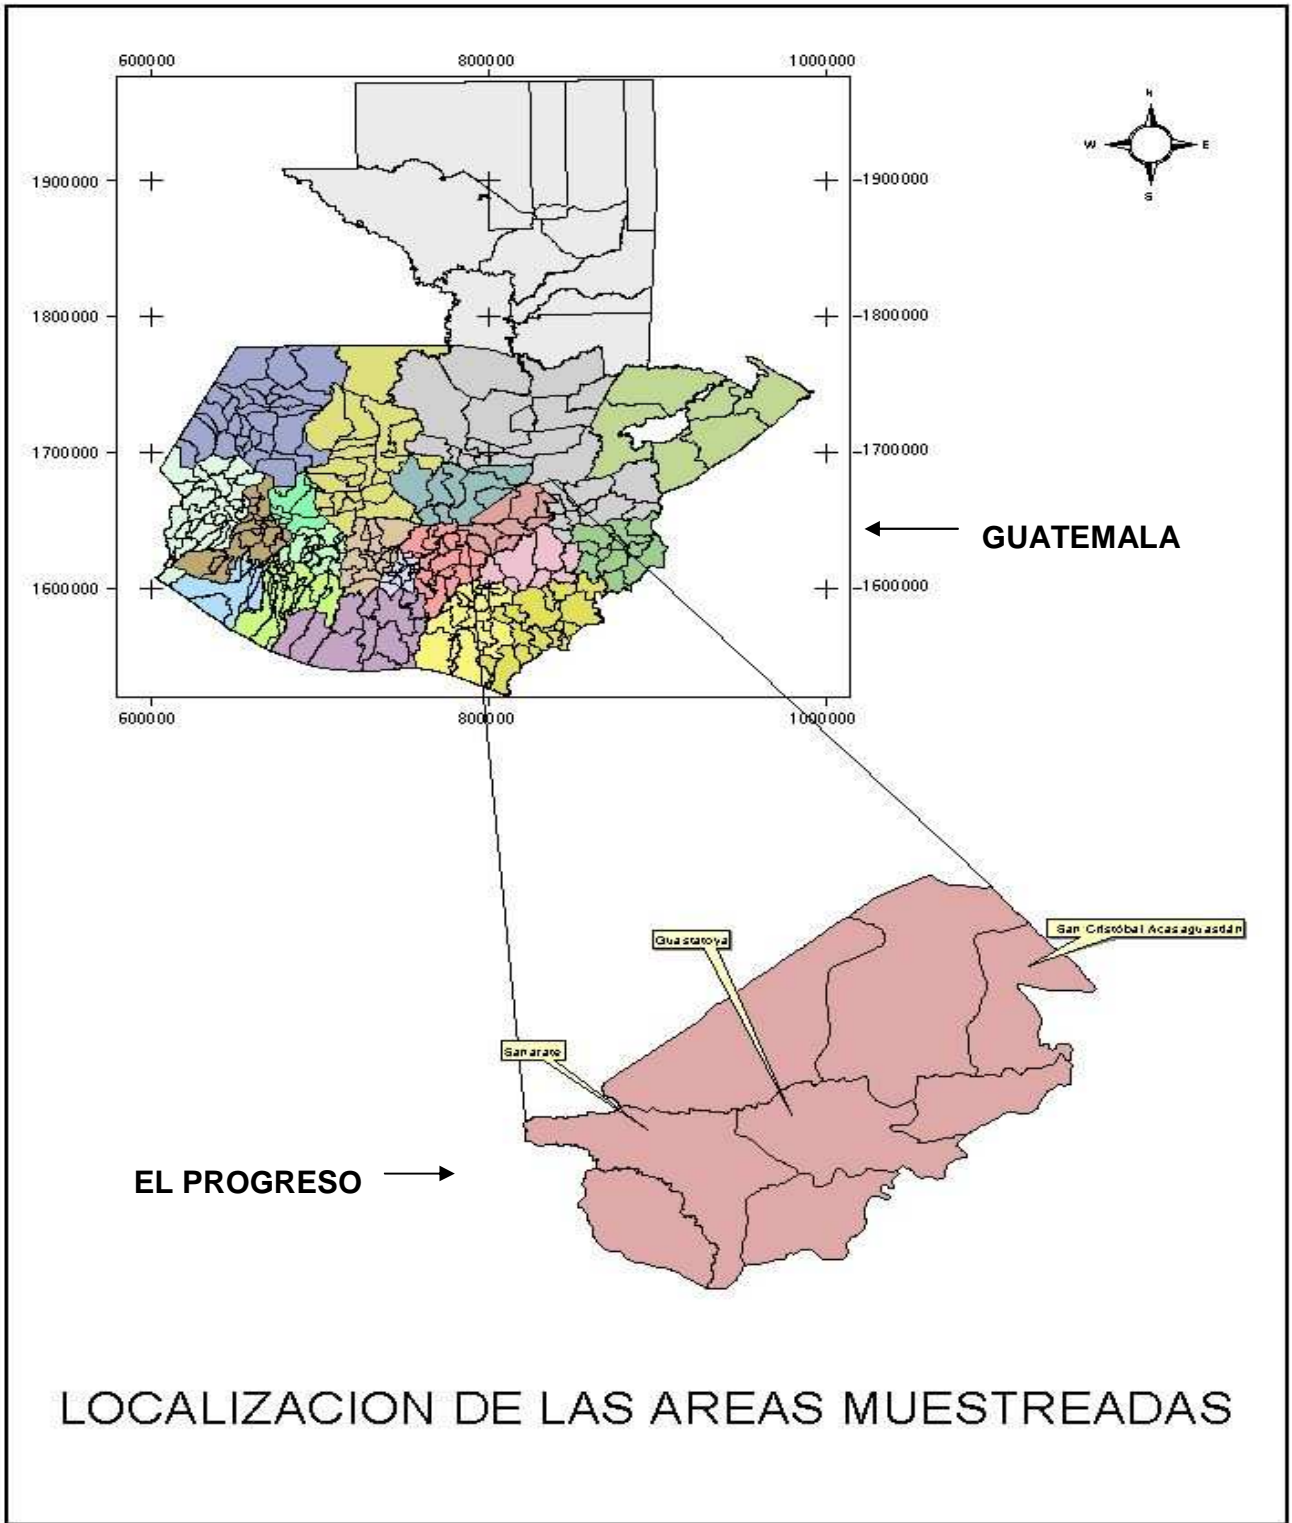 600000 800000 1000000
N
W E
S
1900000 1900000
1800000 1800000
1700000 1700000
GUATEMALA
1600000 1600000
600000 800000 1000000
San Cristóbal Acasaguastlán
Guastatoya
Sanarate
EL PROGRESO
LOCALIZACION DE LAS AREAS MUESTREADAS